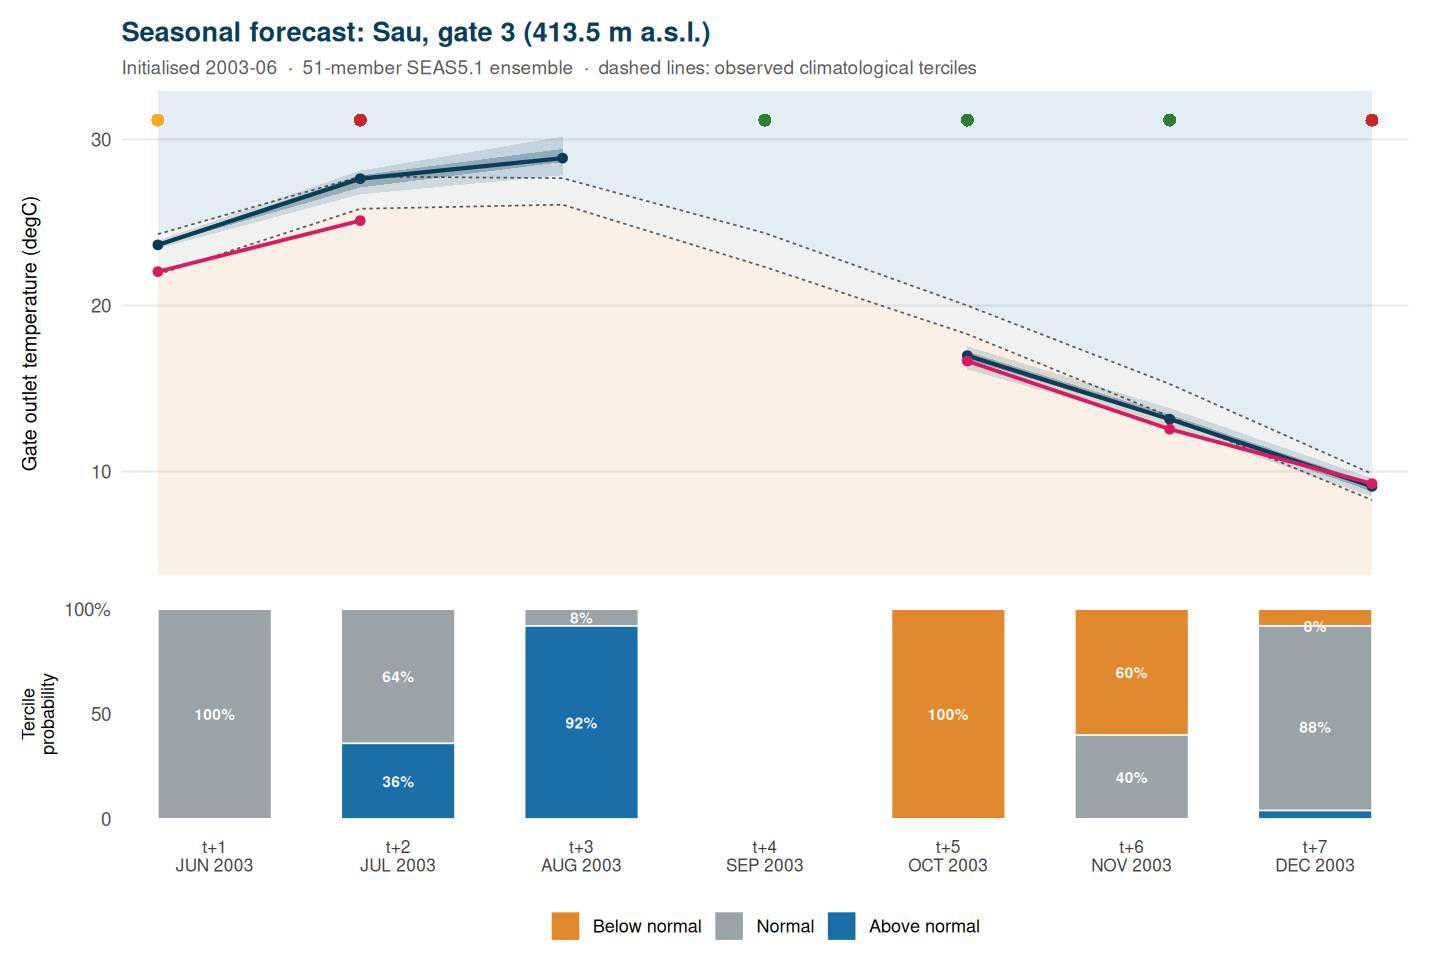 Seasonal forecast: Sau, gate 3 (413.5 m a.s.l.)
Initialised 2003-06 · 51-member SEAS5.1 ensemble · dashed lines: observed climatological terciles
Gate outlet temperature (degC)
30
20
10
Tercile
probability
100%
50
0
100%
64%
36%
8%
92%
100%
60%
40%
8%
88%
t+1
JUN 2003
t+2
JUL 2003
t+3
AUG 2003
t+4
SEP 2003
t+5
OCT 2003
t+6
NOV 2003
t+7
DEC 2003
Below normal
Normal
Above normal